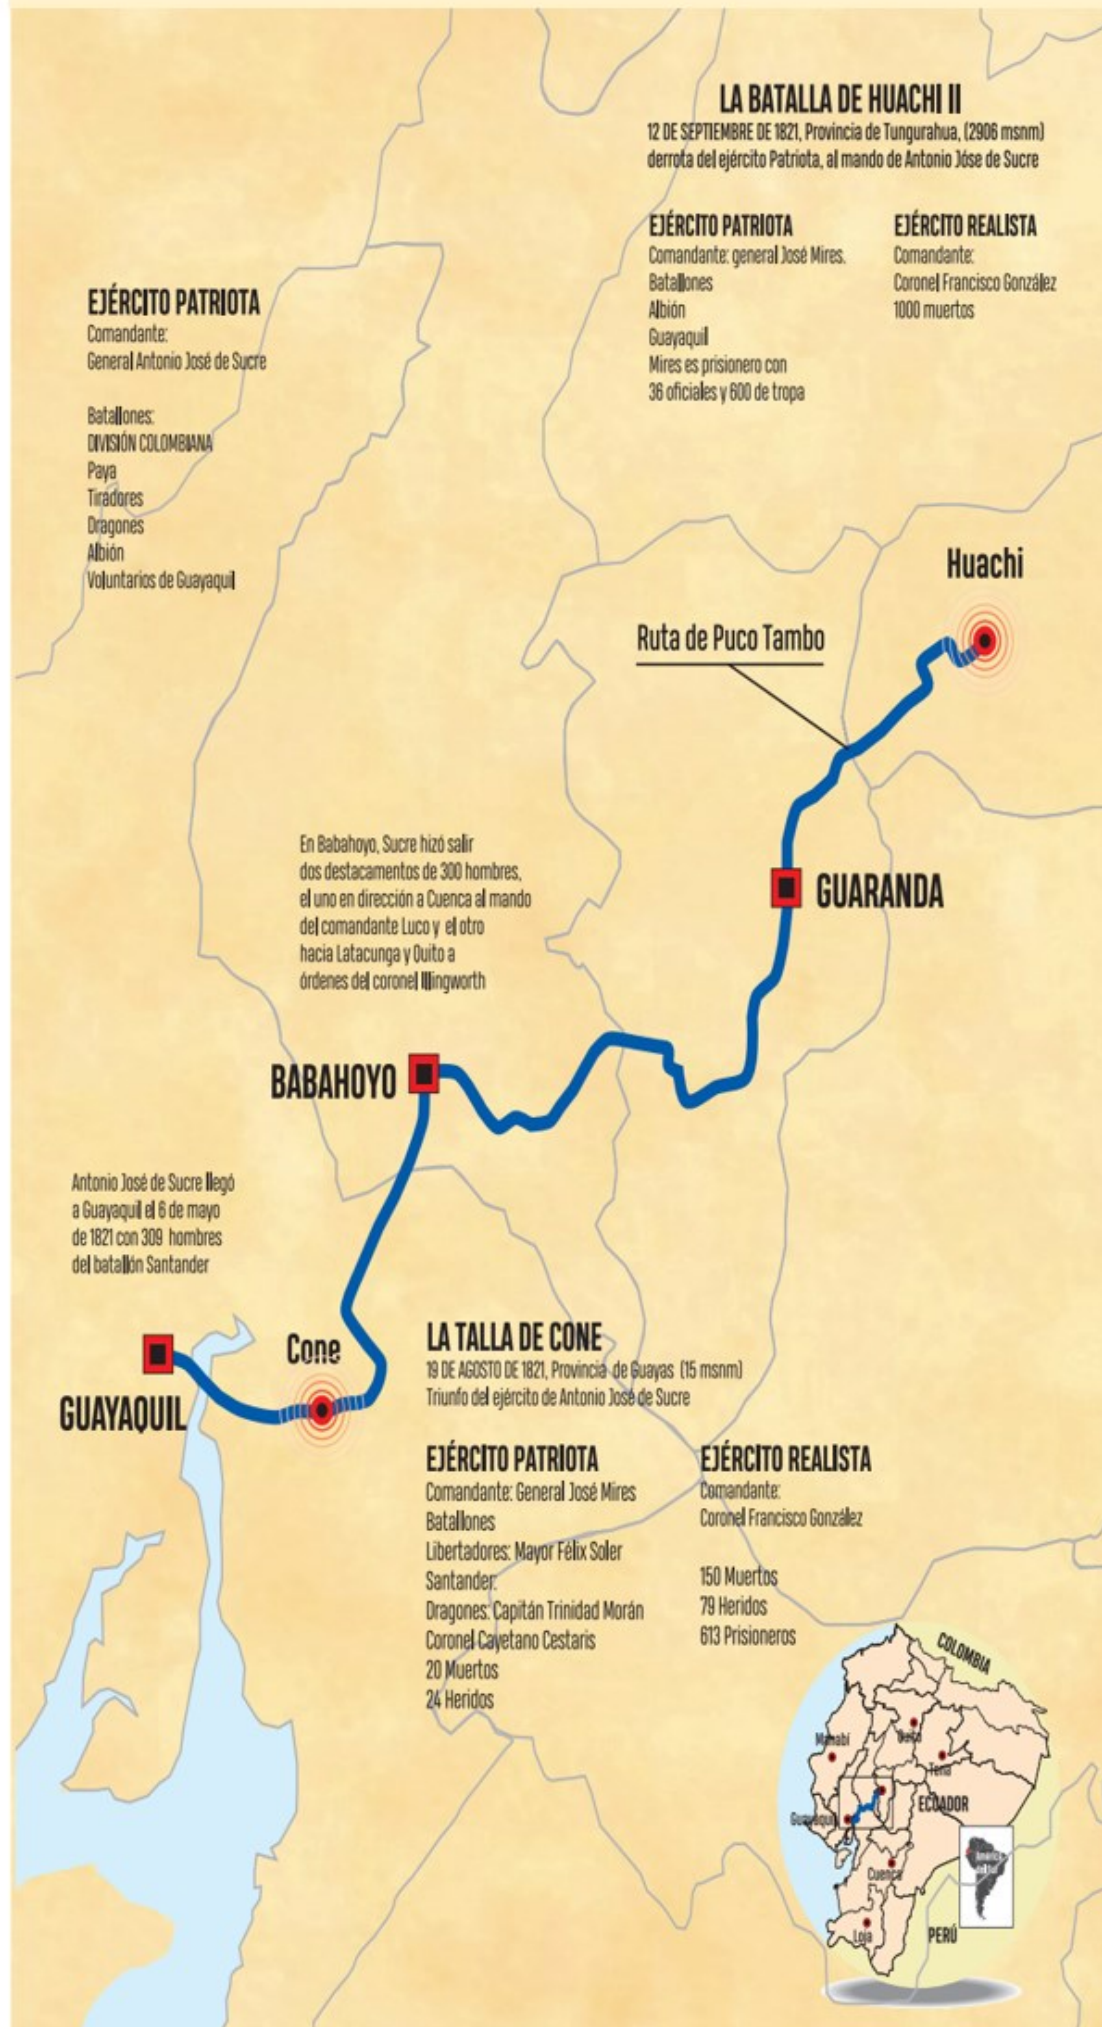 LA BATALLA DE HUACHI II
12 DE SEPTIEMBRE DE 1821, Provincia de Tungurahua, (2906 msnm)
derrota del ejército Patriota, al mando de Antonio Jóse de Sucre
EJÉRCITO PATRIOTA
Comandante: general José Mires.
Batallones
Albión
Guayaquil
Mires es prisionero con
36 oficiales y 600 de tropa
EJÉRCITO REALISTA
Comandante:
Coronel Francisco González
1000 muertos
EJÉRCITO PATRIOTA
Comandante:
General Antonio José de Sucre
Batallones:
DIVISIÓN COLOMBIANA
Paya
Tiradores
Dragones
Albión
Voluntarios de Guayaquil
Huachi
Ruta de Puco Tambo
En Babahoyo, Sucre hizó salir
dos destacamentos de 300 hombres,
el uno en dirección a Cuenca al mando
del comandante Luco y el otro
hacia Latacunga y Quito a
órdenes del coronel Illingworth
GUARANDA
BABAHOYO
Antonio José de Sucre llegó
a Guayaquil el 6 de mayo
de 1821 con 309 hombres
del batallón Santander
Cone
GUAYAQUIL
LA TALLA DE CONE
19 DE AGOSTO DE 1821, Provincia de Guayas (15 msnm)
Triunfo del ejército de Antonio José de Sucre
EJÉRCITO PATRIOTA
Comandante: General José Mires
Batallones
Libertadores: Mayor Félix Soler
Santander:
Dragones: Capitán Trinidad Morán
Coronel Cayetano Cestaris
20 Muertos
24 Heridos
EJÉRCITO REALISTA
Comandante:
Coronel Francisco González
150 Muertos
79 Heridos
613 Prisioneros
COLOMBIA
Manabí
Quito
Tena
ECUADOR
Guayaquil
América
del Sur
Cuenca
Loja
PERÚ